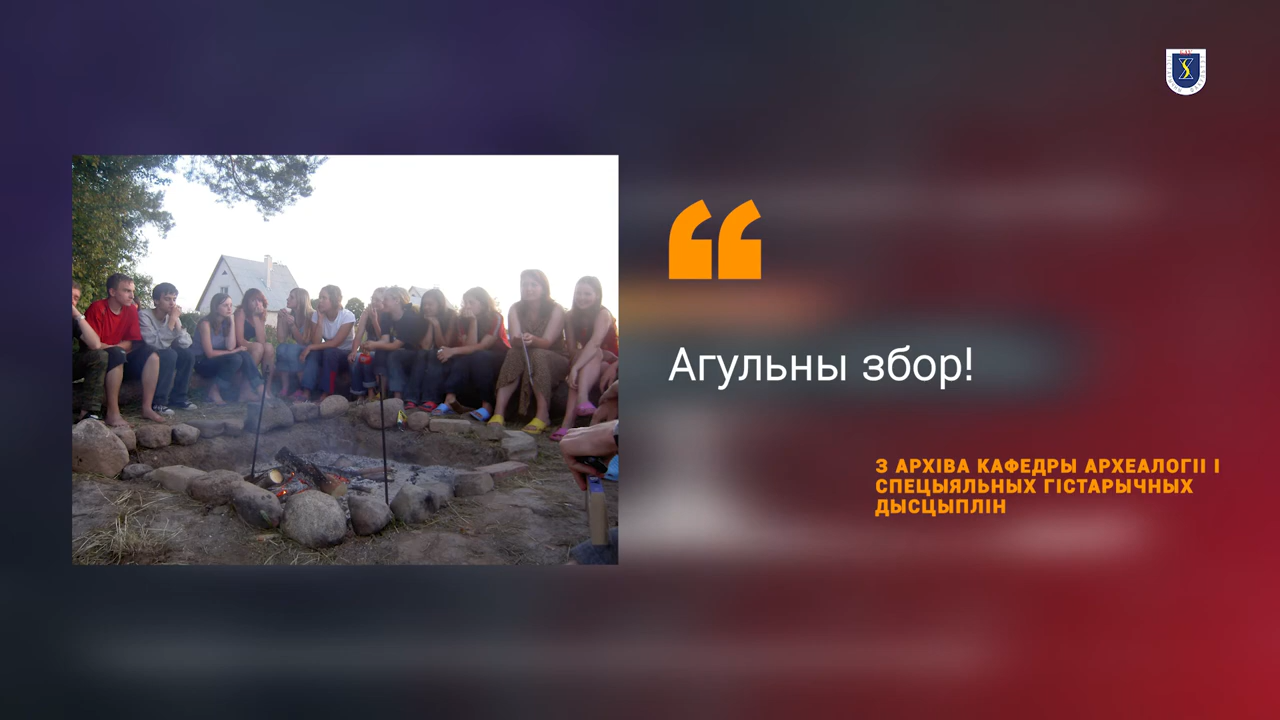 Агульны збор!
З АРХІВА КАФЕДРЫ АРХЕАЛОГІІ І
СПЕЦЫЯЛЬНЫХ ГІСТАРЫЧНЫХ
ДЫСЦЫПЛІН